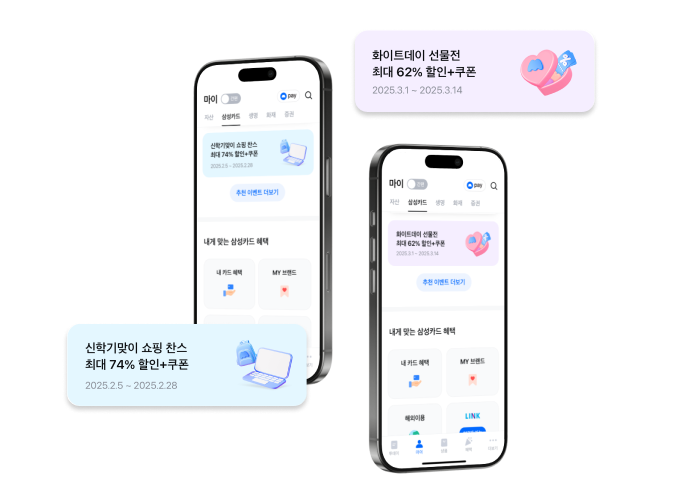 화이트데이 선물전
최대 62% 할인+쿠폰
2025.3.1 ~ 2025.3.14
마이
pay
자산 삼성카드 생명 화재 증권
신학기맞이 쇼핑 찬스
최대 74% 할인+쿠폰
2025.2.5 ~ 2025.2.28
추천 이벤트 더보기
내게 맞는 삼성카드 혜택
내 카드 혜택
MY 브랜드
신학기맞이 쇼핑 찬스
최대 74% 할인+쿠폰
2025.2.5 ~ 2025.2.28
마이
pay
자산 삼성카드 생명 화재 증권
화이트데이 선물전
최대 62% 할인+쿠폰
2025.3.1 ~ 2025.3.14
추천 이벤트 더보기
내게 맞는 삼성카드 혜택
내 카드 혜택
MY 브랜드
해외이용
LINK